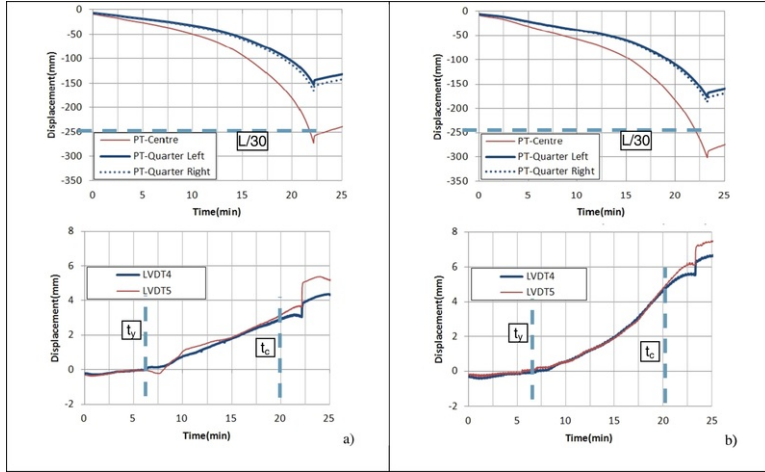 0
-50
-100
-150
-200
-250
-300
-350
Displacement(mm)
L/30
PT-Centre
PT-Quarter Left
PT-Quarter Right
0 5 10 15 20 25
Time(min)
8
6
4
2
0
-2
Displacement(mm)
LVDT4
LVDT5
ty
tc
0 5 10 15 20 25
Time(min)
a)
0
-50
-100
-150
-200
-250
-300
-350
Displacement(mm)
L/30
PT-Centre
PT-Quarter Left
PT-Quarter Right
0 5 10 15 20 25
Time(min)
8
6
4
2
0
-2
Displacement(mm)
LVDT4
LVDT5
ty
tc
0 5 10 15 20 25
Time(min)
b)